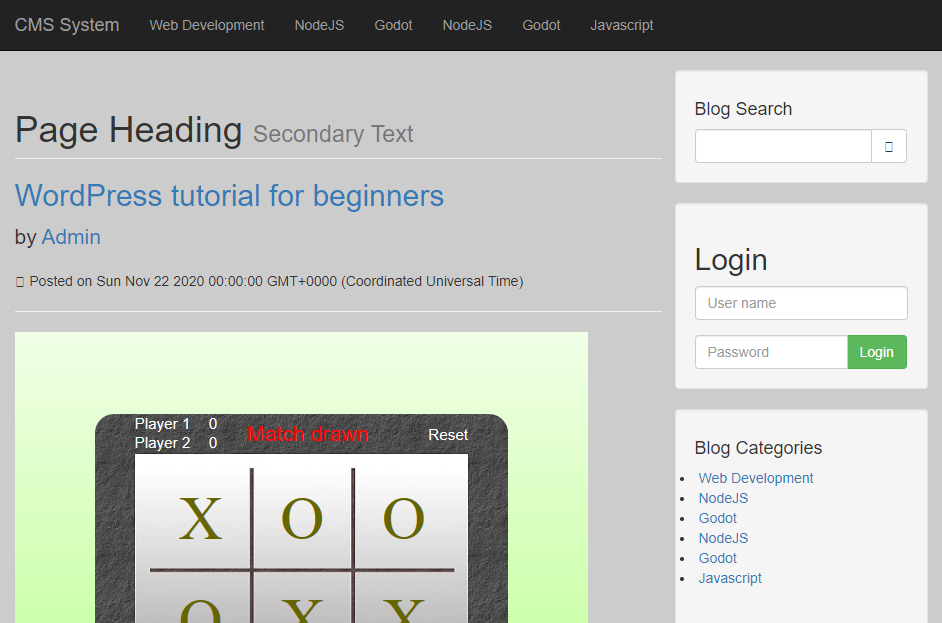 CMS System Web Development NodeJS Godot NodeJS Godot Javascript
Page Heading Secondary Text
WordPress tutorial for beginners
by Admin
Posted on Sun Nov 22 2020 00:00:00 GMT+0000 (Coordinated Universal Time)
Player 1 0
Player 2 0
Match drawn
Reset
X O O
O X X
Blog Search
Login
User name
Password Login
Blog Categories
Web Development
NodeJS
Godot
NodeJS
Godot
Javascript